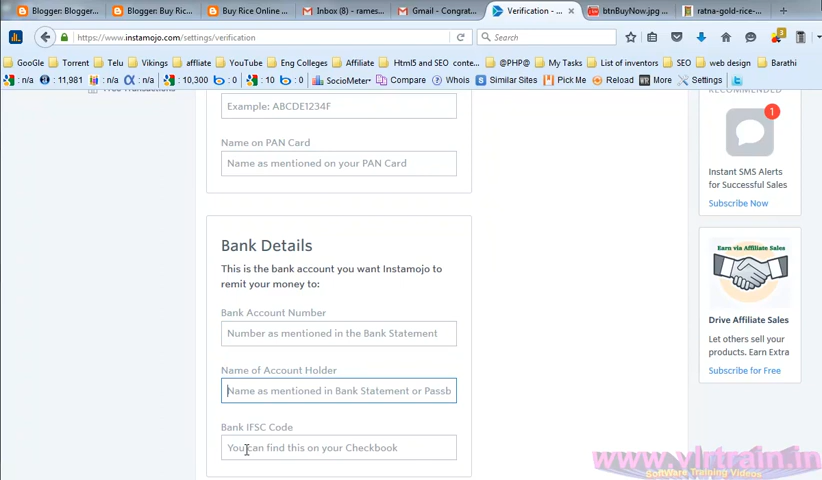 Blogger: Blogger...
Blogger: Buy Ric...
Buy Rice Online ...
Inbox (8) - rames...
Gmail - Congrat...
Verification - ...
btnBuyNow.jpg ...
ratna-gold-rice-...
https://www.instamojo.com/settings/verification
Search
3
GooGle Torrent Telu Vikings affiliate YouTube Eng Colleges Affiliate Html5 and SEO conte... @PHP@ My Tasks List of inventors SEO web design Barathi
: n/a : 11,981 : n/a : n/a : 10,300 : 0 : 10 : 0 SocioMeter Compare Whois Similar Sites Pick Me Reload More Settings
Free Transactions
Example: ABCDE1234F
Name on PAN Card
Name as mentioned on your PAN Card
Bank Details
This is the bank account you want Instamojo to
remit your money to:
Bank Account Number
Number as mentioned in the Bank Statement
Name of Account Holder
Name as mentioned in Bank Statement or Passb
Bank IFSC Code
You can find this on your Checkbook
RECOMMENDED
1
Instant SMS Alerts
for Successful Sales
Subscribe Now
Earn via Affiliate Sales
Drive Affiliate Sales
Let others sell your
products. Earn Extra
Subscribe for Free
www.vlrtrain.in
SoftWare Training Videos